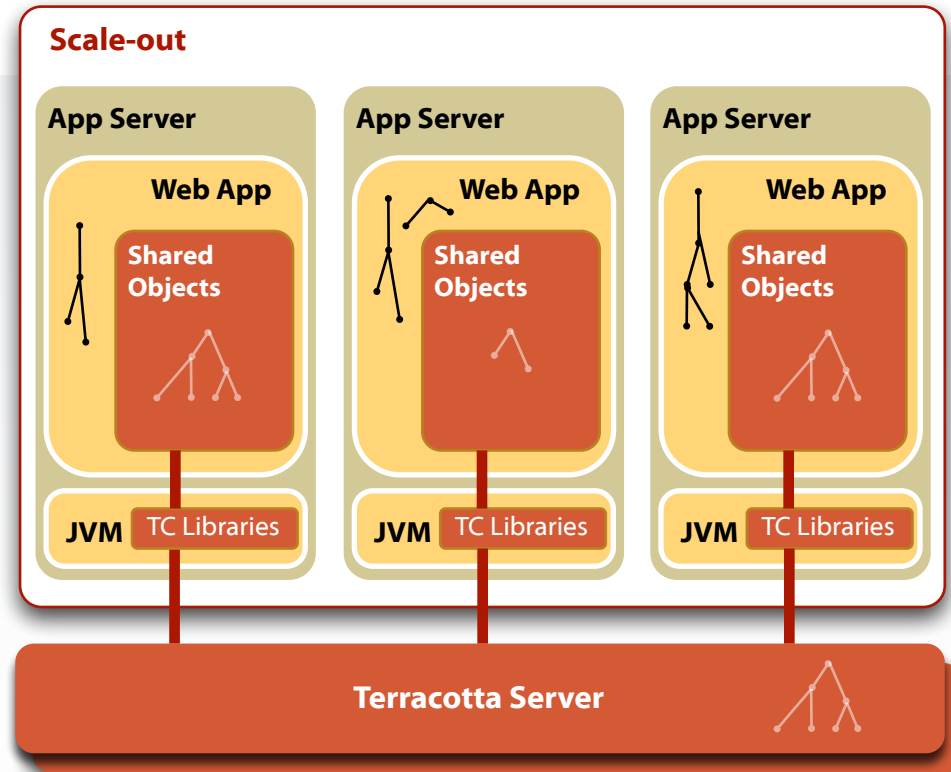 Scale-out
App Server
Web App
Shared
Objects
JVM
TC Libraries
App Server
Web App
Shared
Objects
JVM
TC Libraries
App Server
Web App
Shared
Objects
JVM
TC Libraries
Terracotta Server